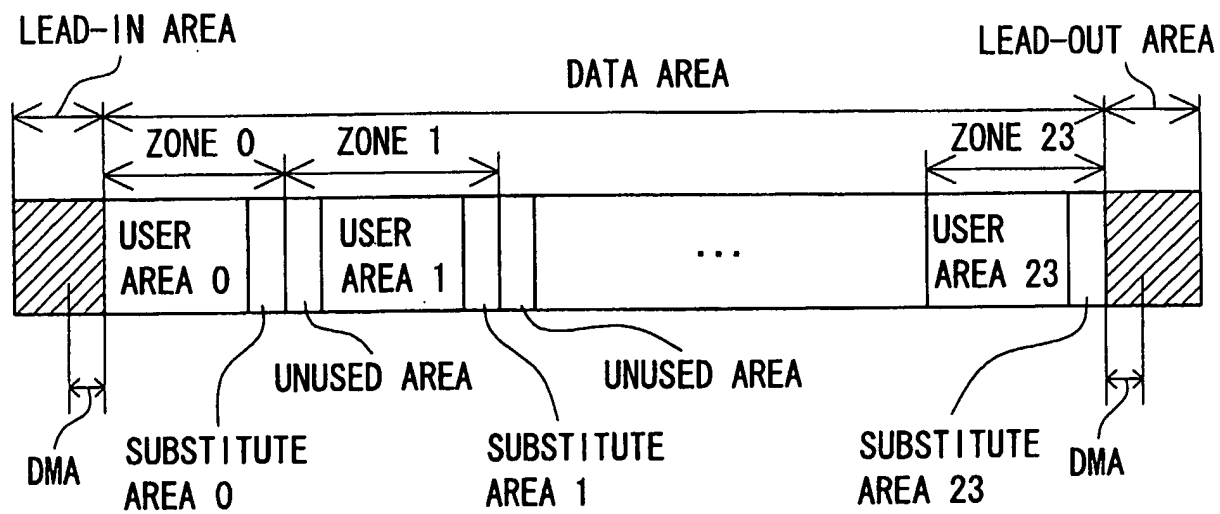 LEAD-IN AREA
LEAD-OUT AREA
DATA AREA
ZONE 0
ZONE 1
ZONE 23
USER
AREA 0
USER
AREA 1
...
USER
AREA 23
UNUSED AREA
UNUSED AREA
DMA
SUBSTITUTE
AREA 0
SUBSTITUTE
AREA 1
SUBSTITUTE
AREA 23
DMA